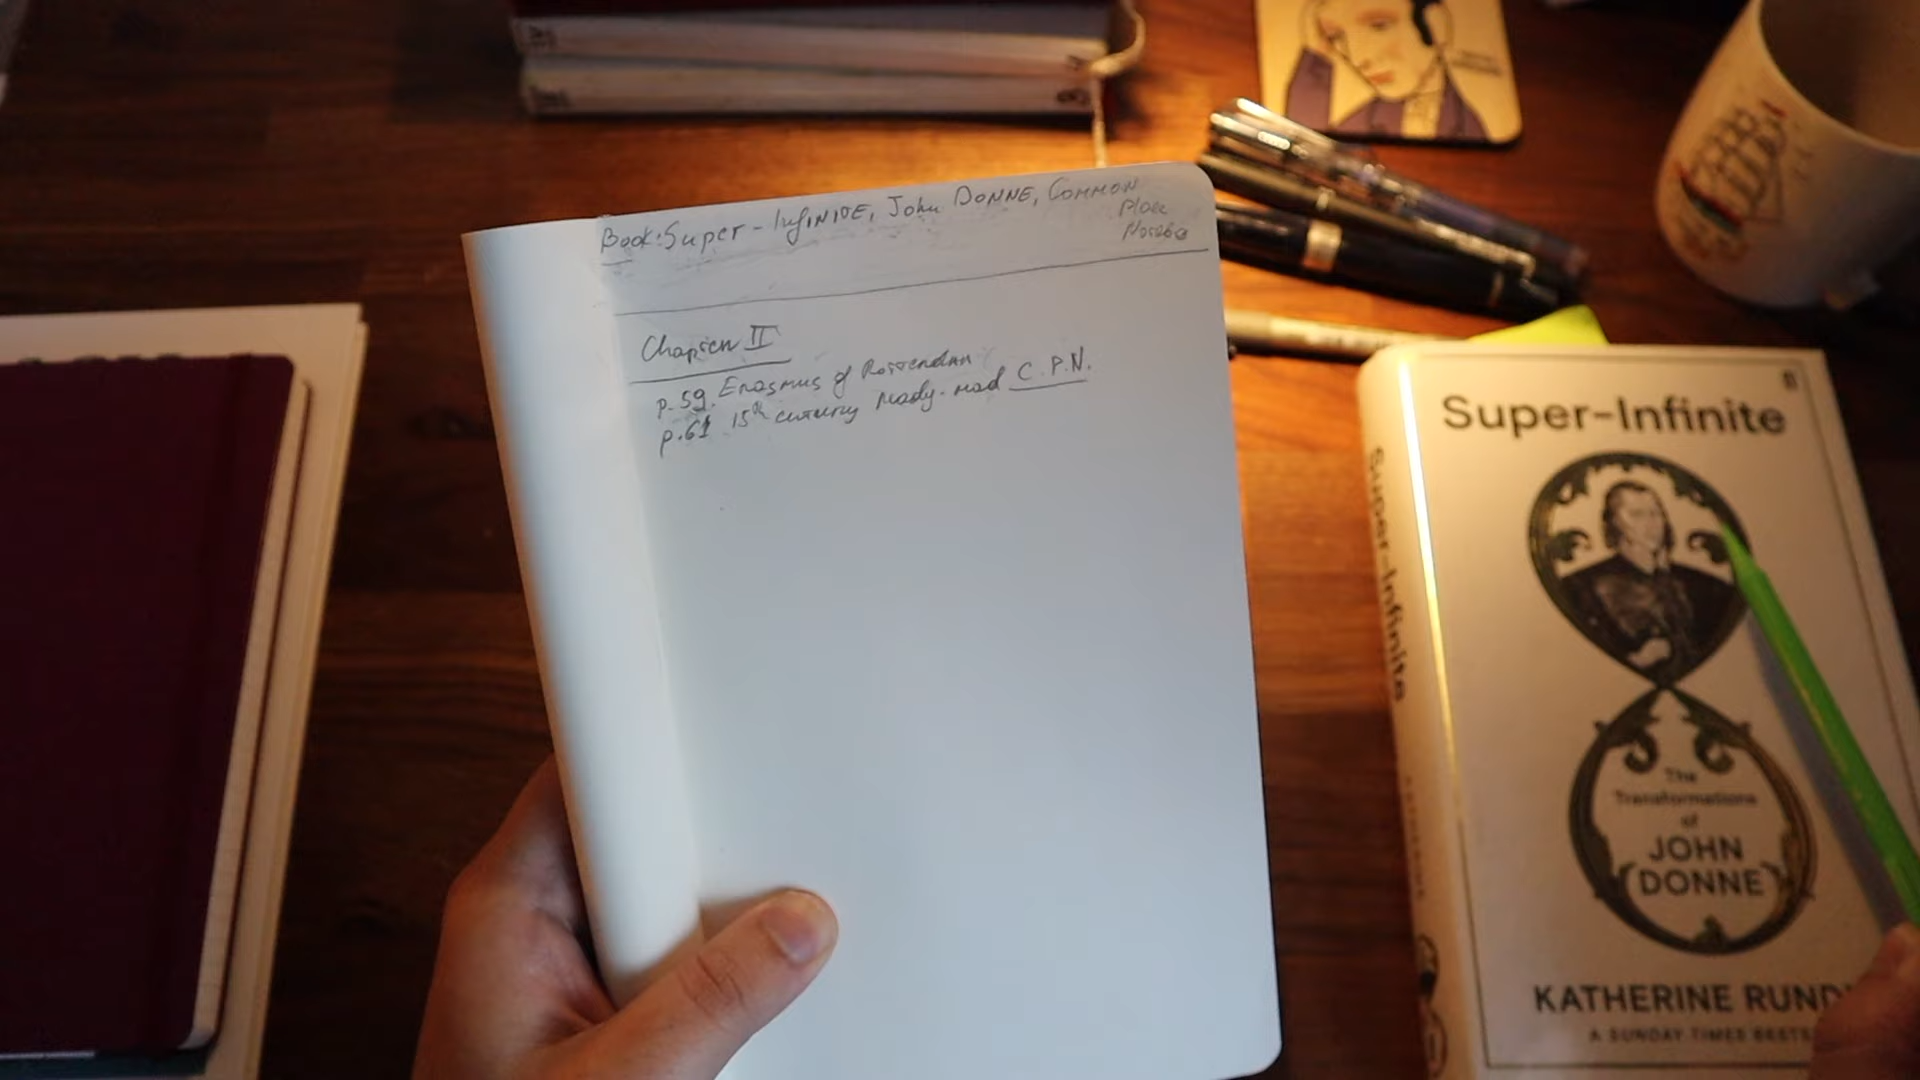 Book: Super-Infinite, John DONNE, COMMON
Place
Chapter II
p.59. Erasmus of Rotterdam
p.61 15th century ready-mad C.P.N.
Super-Infinite
Super-Infinite
The
Transformations
of
JOHN
DONNE
KATHERINE RUND
A SUNDAY TIMES BESTS